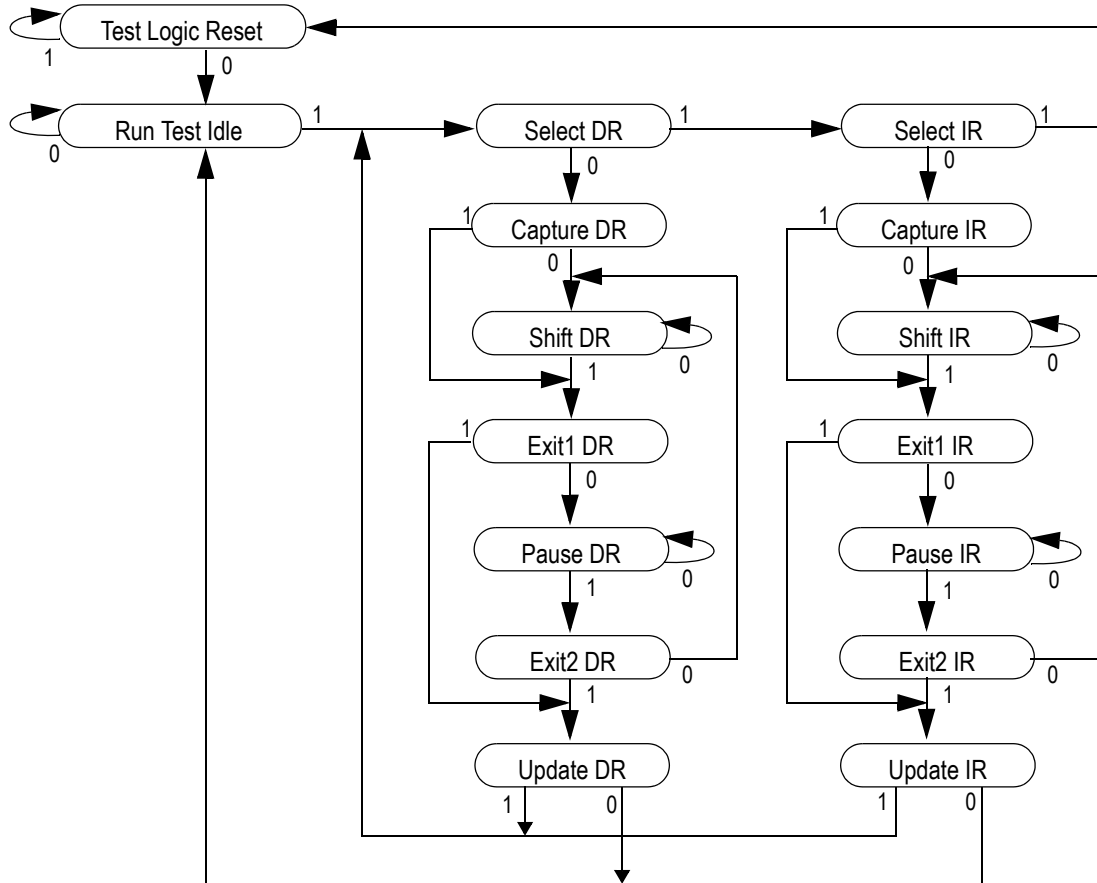 Test Logic Reset
1
0
Run Test Idle
1
Select DR
1
Select IR
1
0
0
0
1
Capture DR
1
Capture IR
0
0
Shift DR
Shift IR
0
0
1
1
1
Exit1 DR
1
Exit1 IR
0
0
Pause DR
Pause IR
0
0
1
1
Exit2 DR
Exit2 IR
0
0
1
1
Update DR
Update IR
1
0
1
0